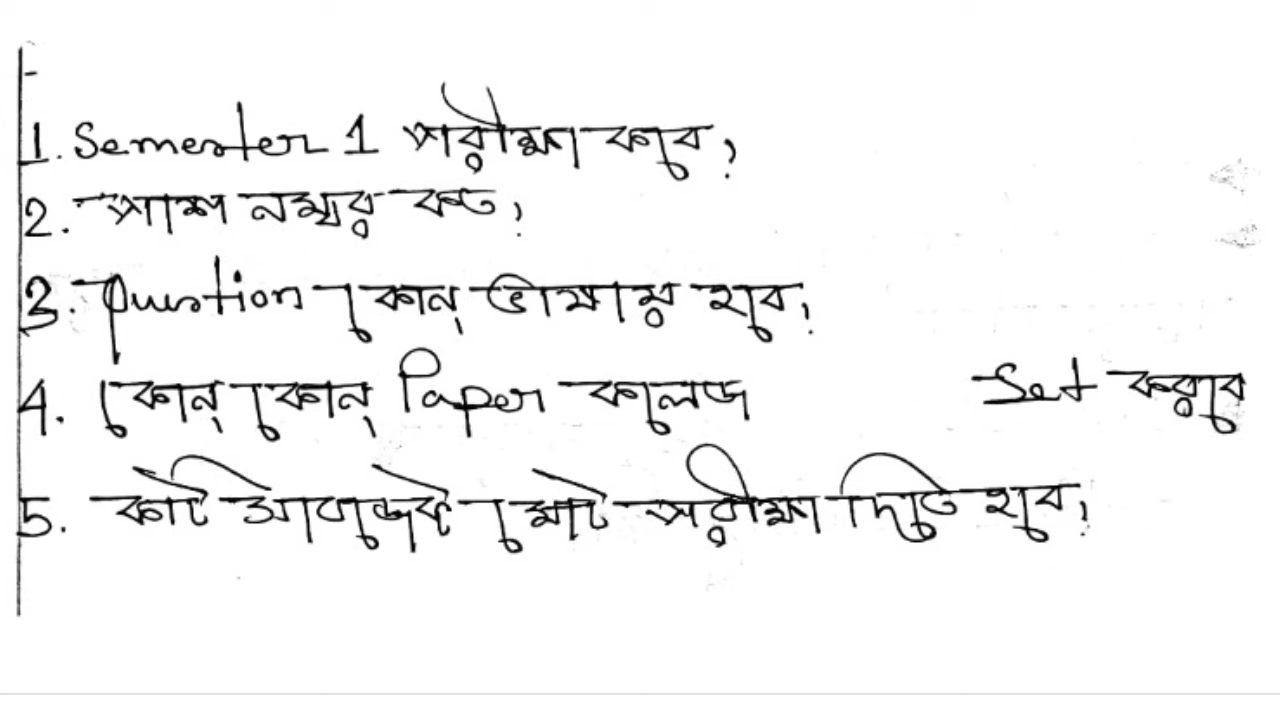 1. Semester 1 পরীক্ষা কবে?
2. পাশ নম্বর কত?
3. Question কোন্ ভাষায় হবে?
4. কোন্ কোন্ Paper কলেজ Set করবে
5. কটি সাবজেক্ট মোট পরীক্ষা দিতে হবে?